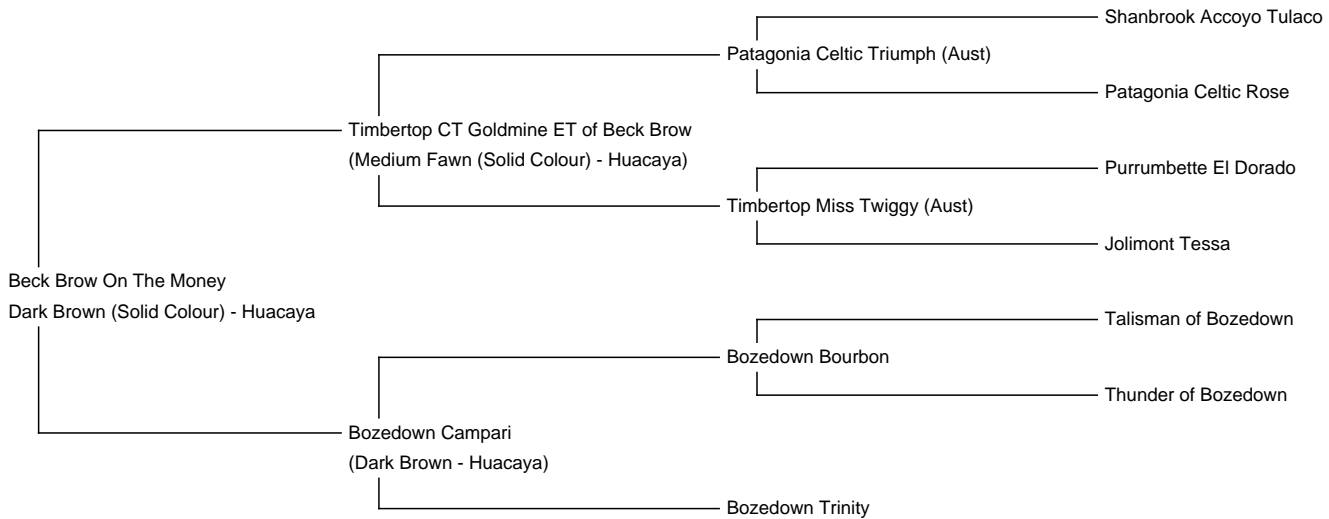 Shanbrook Accoyo Tulaco
Patagonia Celtic Triumph (Aust)
Patagonia Celtic Rose
Timbertop CT Goldmine ET of Beck Brow
(Medium Fawn (Solid Colour) - Huacaya)
Purrumbette El Dorado
Timbertop Miss Twiggy (Aust)
Jolimont Tessa
Beck Brow On The Money
Dark Brown (Solid Colour) - Huacaya
Talisman of Bozedown
Bozedown Bourbon
Thunder of Bozedown
Bozedown Campari
(Dark Brown - Huacaya)
Bozedown Trinity